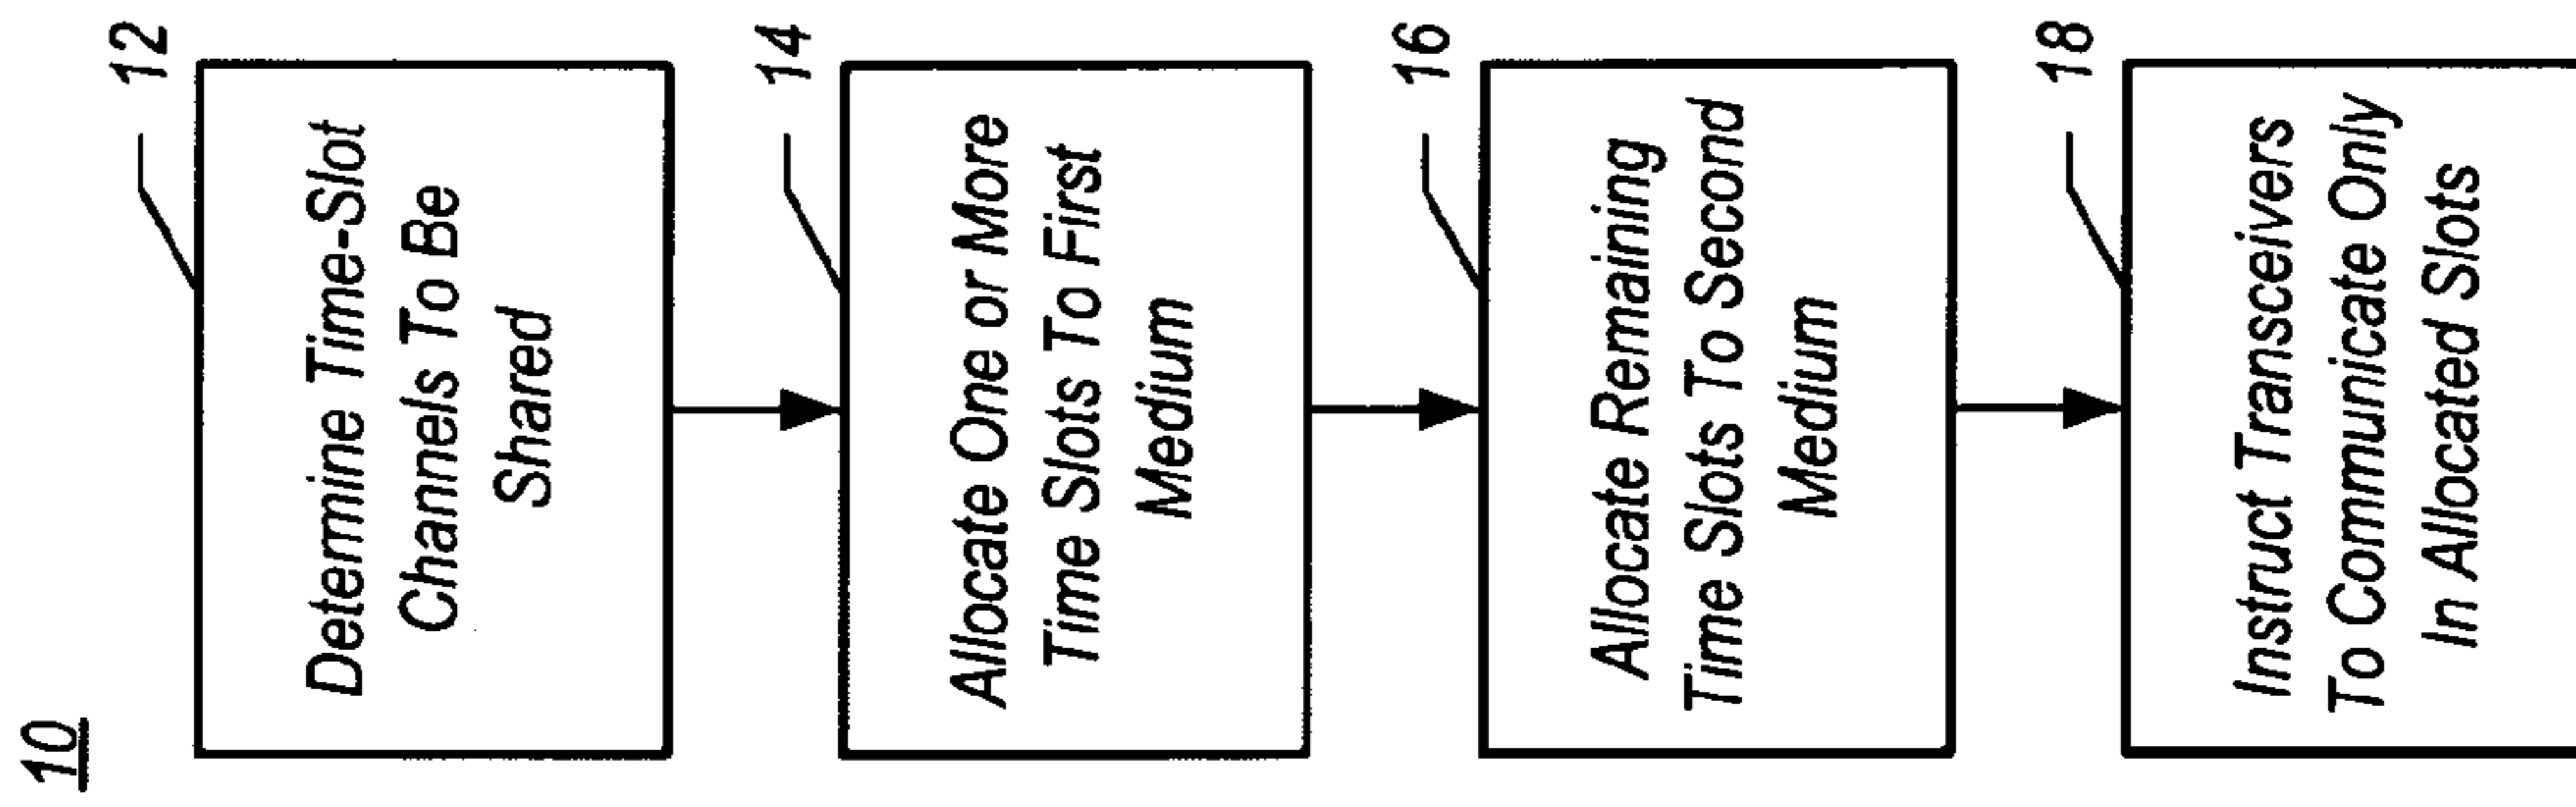 10
12
Determine Time-Slot
Channels To Be
Shared
14
Allocate One or More
Time Slots To First
Medium
16
Allocate Remaining
Time Slots To Second
Medium
18
Instruct Transceivers
To Communicate Only
In Allocated Slots